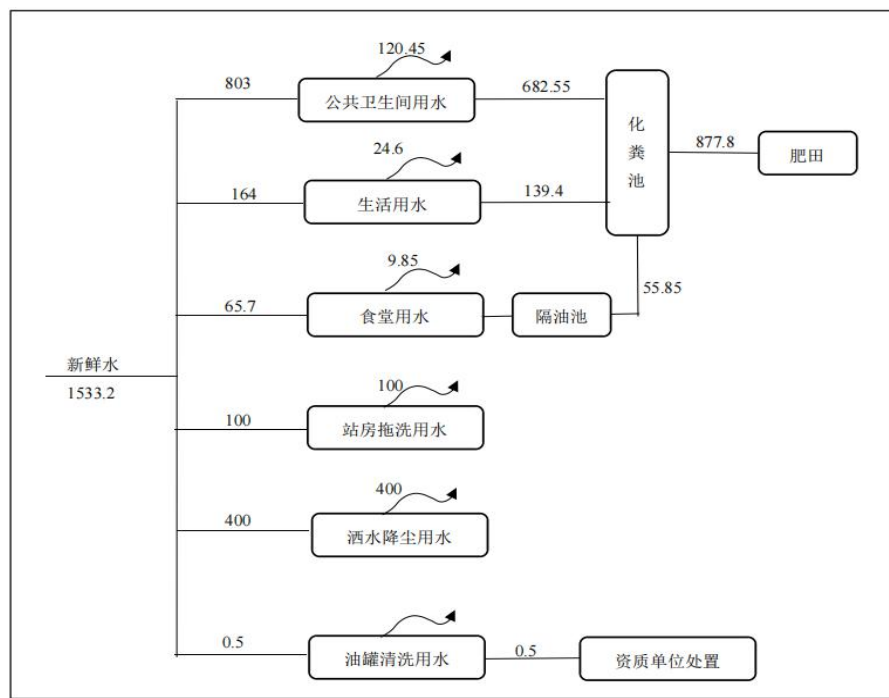 120.45
803
公共卫生间用水
682.55
化粪池
877.8
肥田
24.6
164
生活用水
139.4
9.85
65.7
食堂用水
隔油池
55.85
新鲜水
1533.2
100
100
站房拖洗用水
400
400
洒水降尘用水
0.5
油罐清洗用水
0.5
资质单位处置